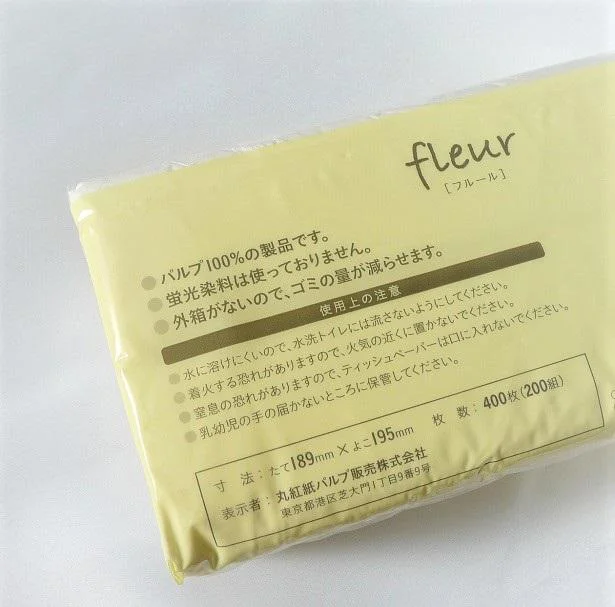 fleur
[フルール]
●パルプ100%の製品です。
●蛍光染料は使っておりません。
●外箱がないので、ゴミの量が減らせます。
使用上の注意
●水に溶けにくいので、水洗トイレには流さないようにしてください。
●着火する恐れがありますので、火気の近くに置かないでください。
●窒息の恐れがありますので、ティッシュペーパーは口に入れないでください。
●乳幼児の手の届かないところに保管してください。
寸 法：たて189mm×よこ195mm 枚 数：400枚(200組)
表示者：丸紅紙パルプ販売株式会社
東京都港区芝大門1丁目9番9号